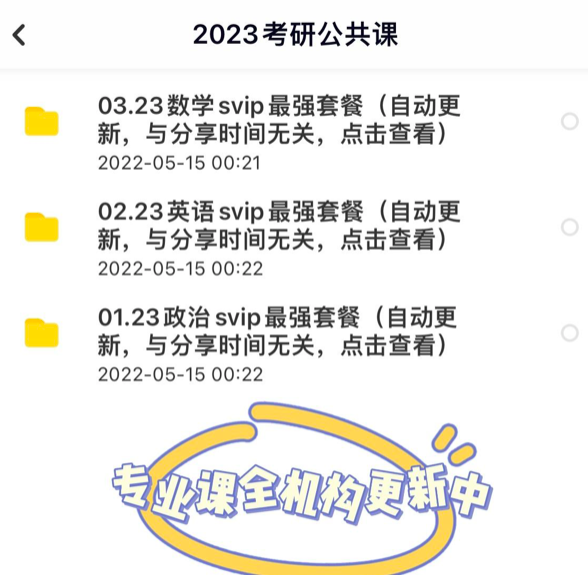 2023考研公共课
03.23数学svip最强套餐（自动更
新，与分享时间无关，点击查看）
2022-05-15 00:21
02.23英语svip最强套餐（自动更
新，与分享时间无关，点击查看）
2022-05-15 00:22
01.23政治svip最强套餐（自动更
新，与分享时间无关，点击查看）
2022-05-15 00:22
专业课全机构更新中